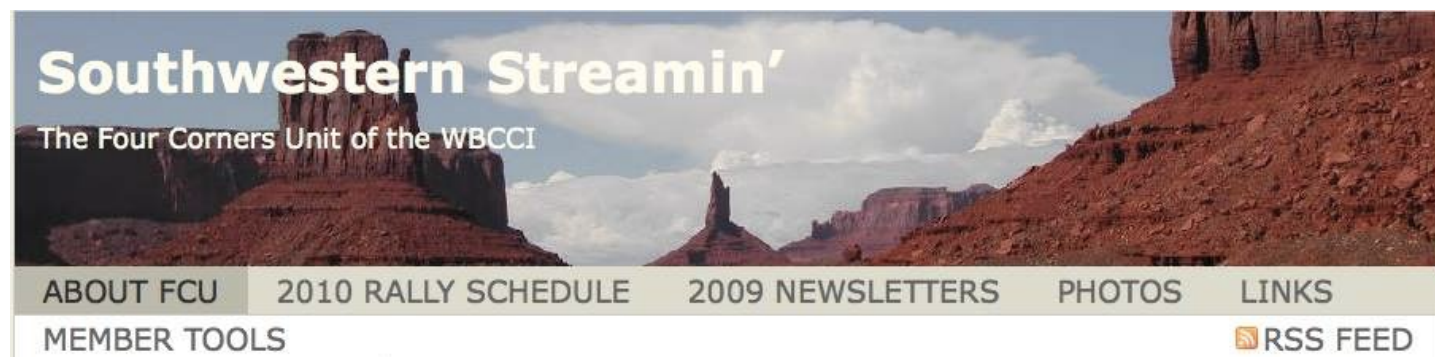 Southwestern Streamin’
The Four Corners Unit of the WBCCI
ABOUT FCU 2010 RALLY SCHEDULE 2009 NEWSLETTERS PHOTOS LINKS
MEMBER TOOLS RSS FEED